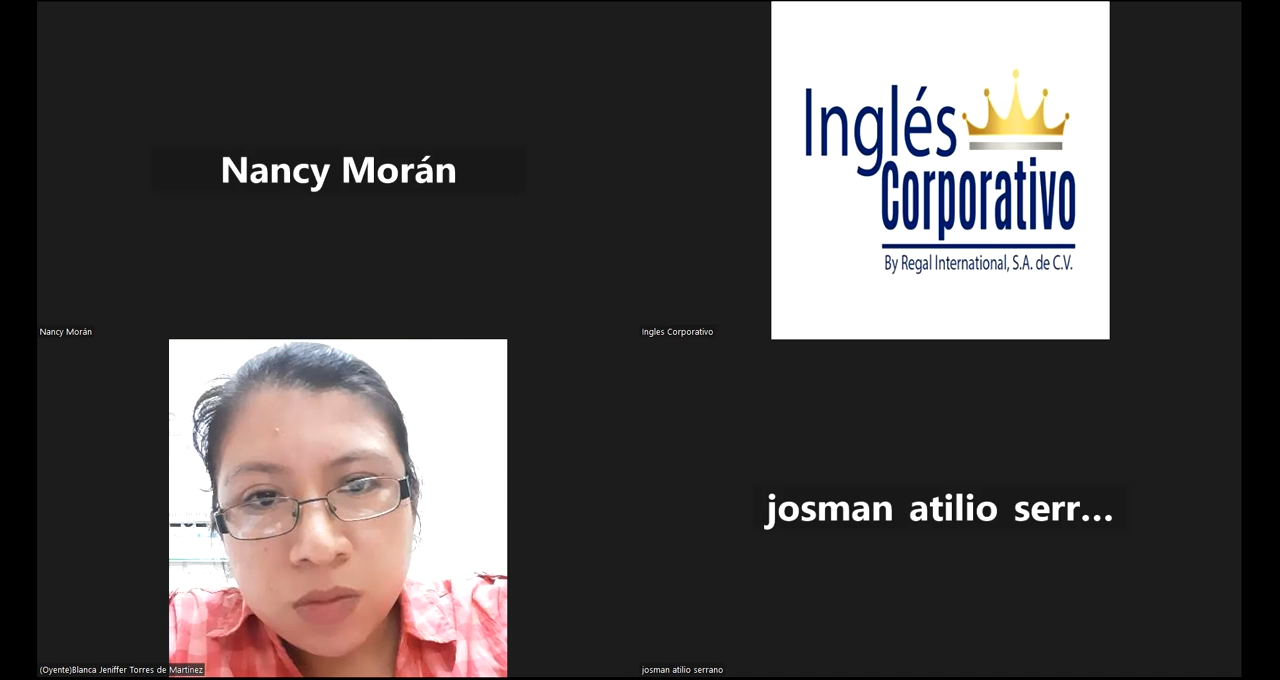 Nancy Morán
Inglés
Corporativo
By Regal International, S.A. de C.V.
Nancy Morán
Ingles Corporativo
josman atilio serr...
(Oyente)Blanca Jeniffer Torres de Martinez
josman atilio serrano